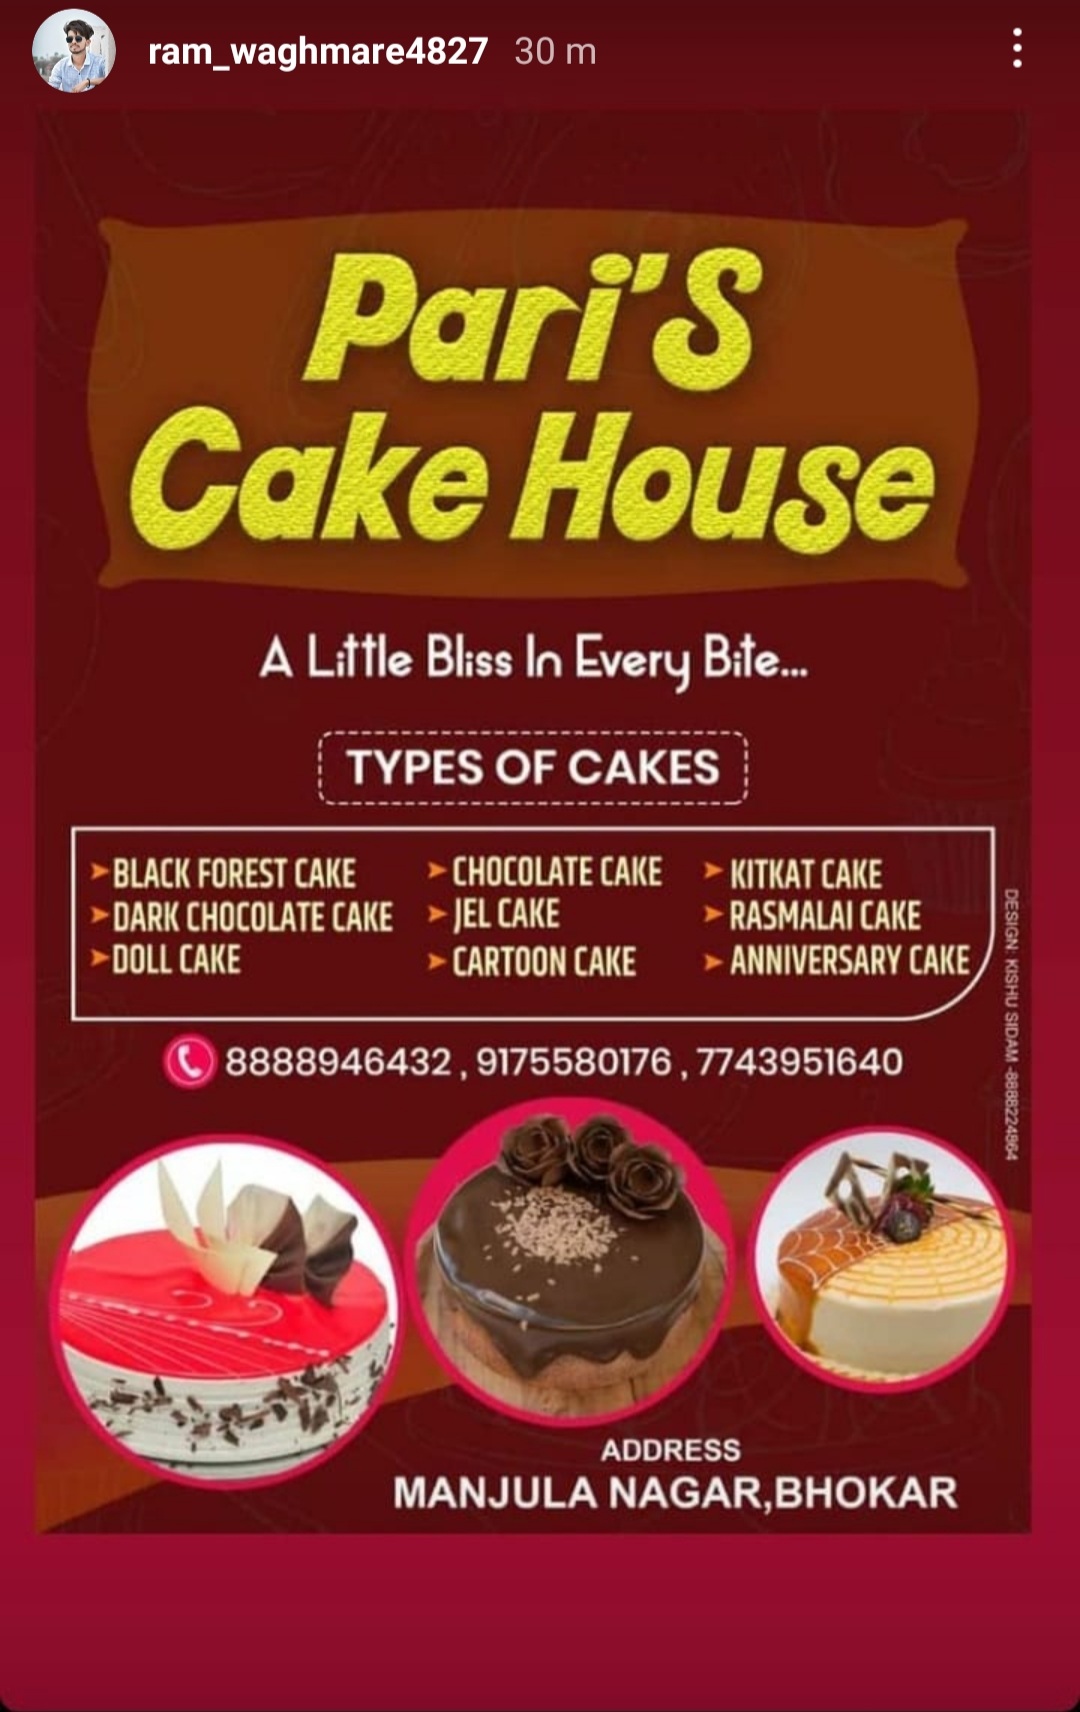 ram_waghmare4827 30 m
Pari'S
Cake House
A Little Bliss In Every Bite...
TYPES OF CAKES
➤BLACK FOREST CAKE ➤CHOCOLATE CAKE ➤KITKAT CAKE
➤DARK CHOCOLATE CAKE ➤JEL CAKE ➤RASMALAI CAKE
➤DOLL CAKE ➤CARTOON CAKE ➤ANNIVERSARY CAKE
DESIGN: KISHU SIDAM -8888224864
8888946432 , 9175580176 , 7743951640
ADDRESS
MANJULA NAGAR,BHOKAR